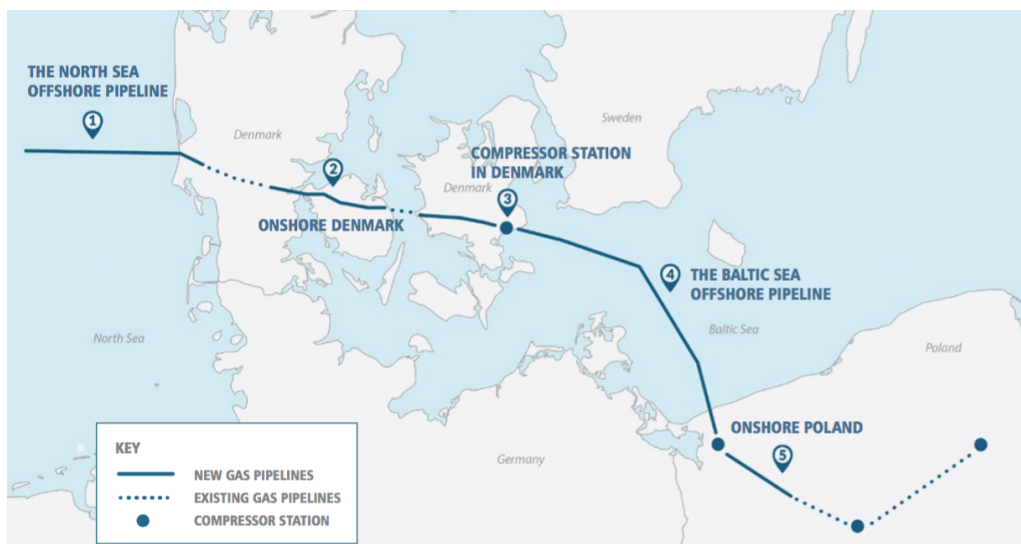 THE NORTH SEA
OFFSHORE PIPELINE
1
Denmark
Sweden
2
COMPRESSOR STATION
IN DENMARK
Denmark
3
ONSHORE DENMARK
4
THE BALTIC SEA
OFFSHORE PIPELINE
North Sea
Baltic Sea
Poland
ONSHORE POLAND
5
Germany
KEY
NEW GAS PIPELINES
EXISTING GAS PIPELINES
COMPRESSOR STATION